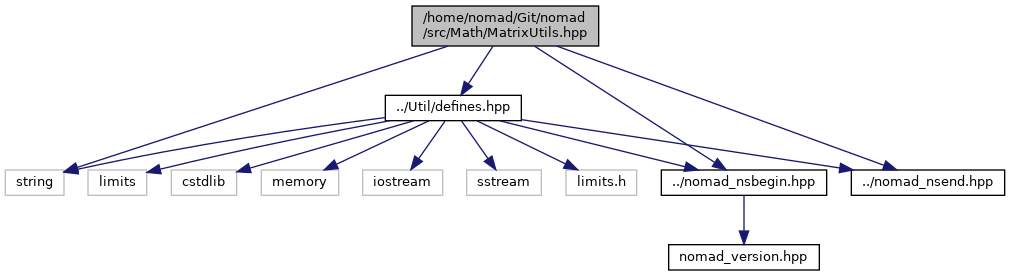 /home/nomad/Git/nomad
/src/Math/MatrixUtils.hpp
../Util/defines.hpp
string
limits
cstdlib
memory
iostream
sstream
limits.h
../nomad_nsbegin.hpp
../nomad_nsend.hpp
nomad_version.hpp